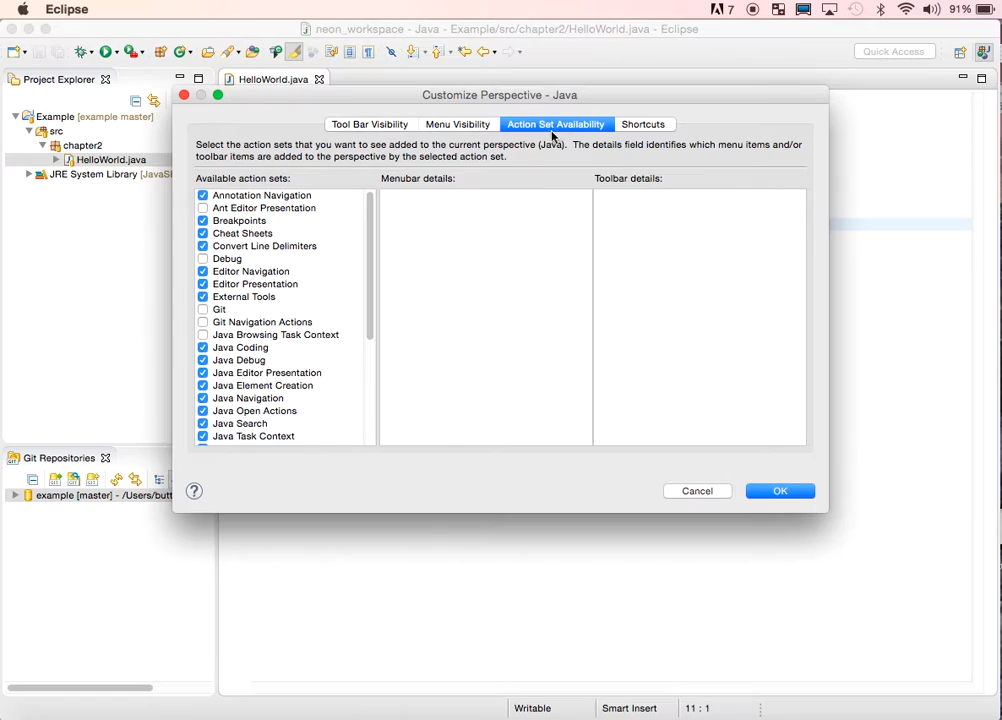 Eclipse
7
91%
neon_workspace - Java - Example/src/chapter2/HelloWorld.java - Eclipse
Quick Access
Project Explorer
HelloWorld.java
Customize Perspective - Java
Tool Bar Visibility
Menu Visibility
Action Set Availability
Shortcuts
Example [example master]
src
chapter2
HelloWorld.java
JRE System Library [JavaS
Select the action sets that you want to see added to the current perspective (Java). The details field identifies which menu items and/or
toolbar items are added to the perspective by the selected action set.
Available action sets:
Menubar details:
Toolbar details:
Annotation Navigation
Ant Editor Presentation
Breakpoints
Cheat Sheets
Convert Line Delimiters
Debug
Editor Navigation
Editor Presentation
External Tools
Git
Git Navigation Actions
Java Browsing Task Context
Java Coding
Java Debug
Java Editor Presentation
Java Element Creation
Java Navigation
Java Open Actions
Java Search
Java Task Context
Cancel
OK
Git Repositories
example [master] - /Users/butt
Writable
Smart Insert
11 : 1